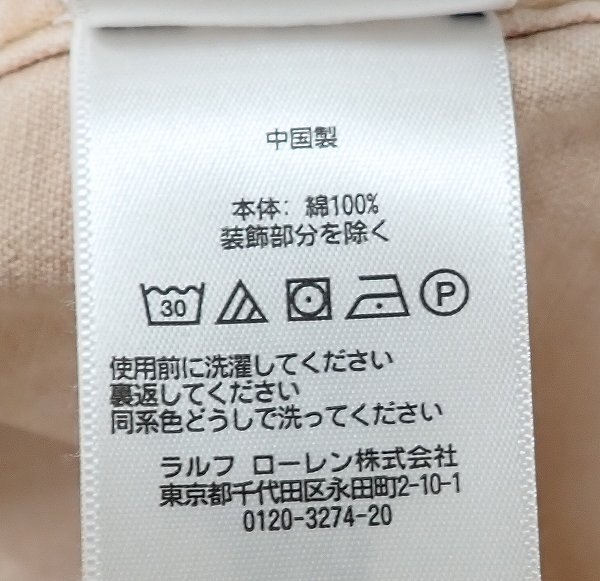 中国製
本体: 綿100%
装飾部分を除く
30 P
使用前に洗濯してください
裏返してください
同系色どうしで洗ってください
ラルフ ローレン株式会社
東京都千代田区永田町2-10-1
0120-3274-20